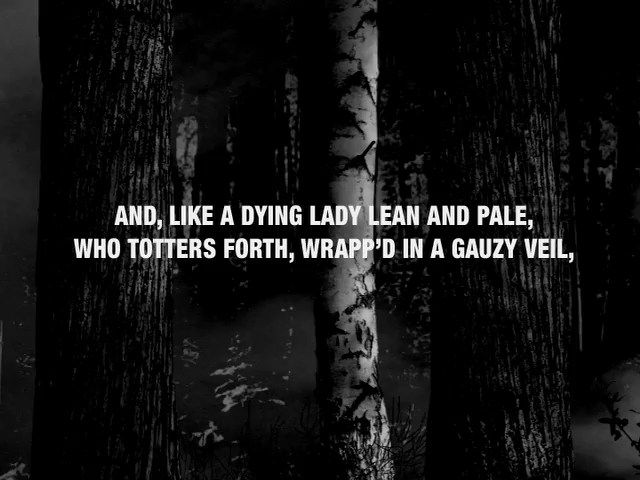 AND, LIKE A DYING LADY LEAN AND PALE,
WHO TOTTERS FORTH, WRAPP'D IN A GAUZY VEIL,